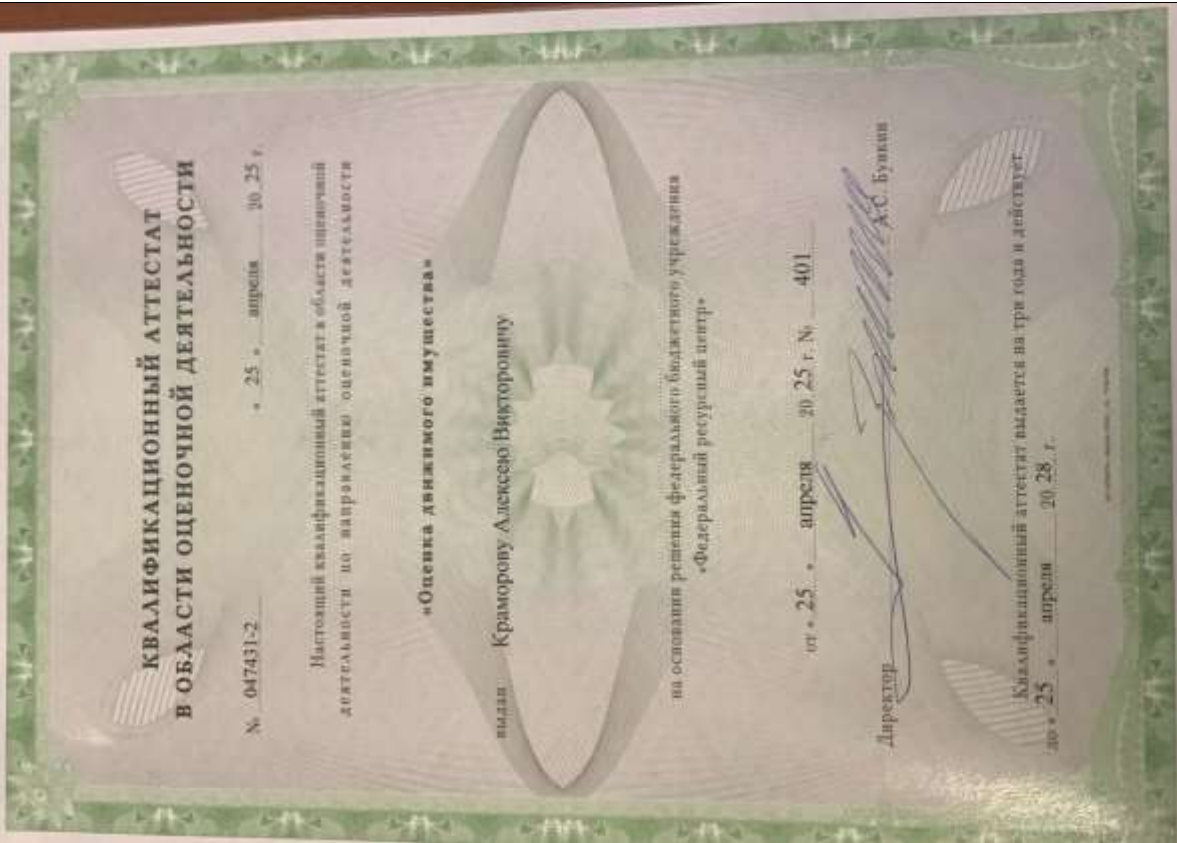 КВАЛИФИКАЦИОННЫЙ АТТЕСТАТ
В ОБЛАСТИ ОЦЕНОЧНОЙ ДЕЯТЕЛЬНОСТИ
№ 047431-2 « 25 » апреля 20 25 г.
Настоящий квалификационный аттестат в области оценочной
деятельности по направлению оценочной деятельности
«Оценка движимого имущества»
выдан Краморову Алексею Викторовичу
на основании решения федерального бюджетного учреждения
«Федеральный ресурсный центр»
от « 25 » апреля 20 25 г. № 401
Директор А.С. Бункин
Квалификационный аттестат выдается на три года и действует
до « 25 » апреля 20 28 г.